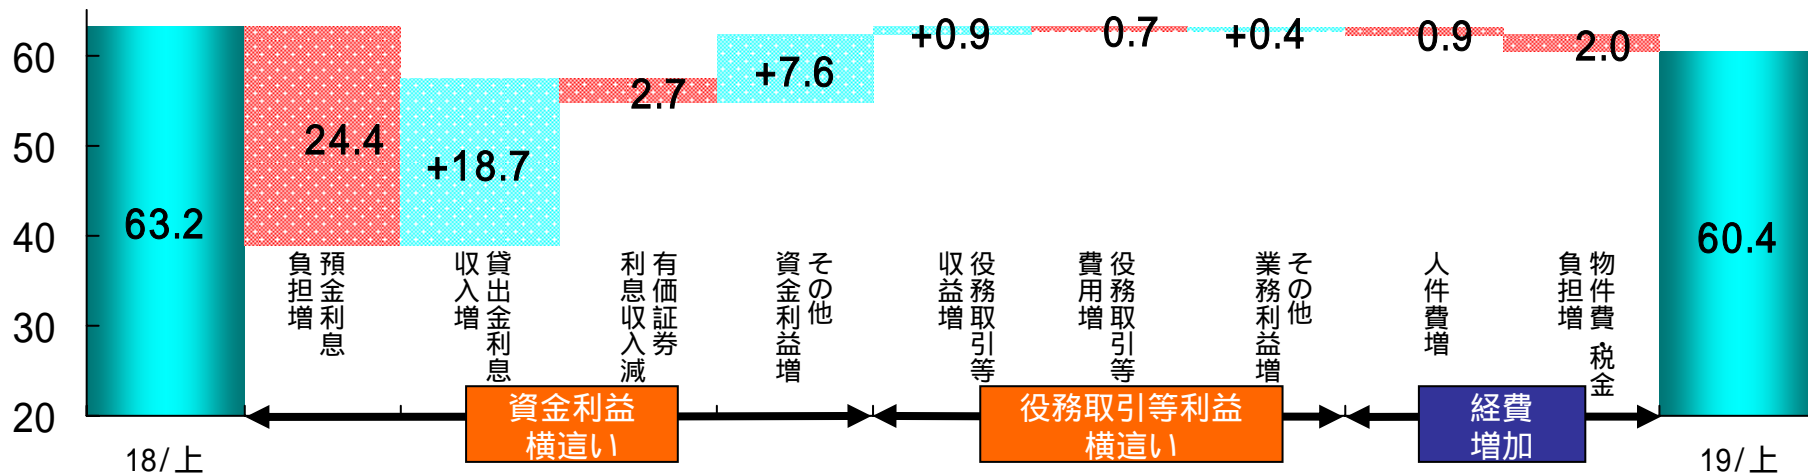 60
50
40
30
20
63.2
24.4
+18.7
2.7
+7.6
+0.9
0.7
+0.4
0.9
2.0
60.4
預金利息
負担増
貸出金利息
収入増
有価証券
利息収入減
その他
資金利益増
役務取引等
収益増
役務取引等
費用増
その他
業務利益増
人件費増
物件費・税金
負担増
資金利益
横這い
役務取引等利益
横這い
経費
増加
18/上
19/上